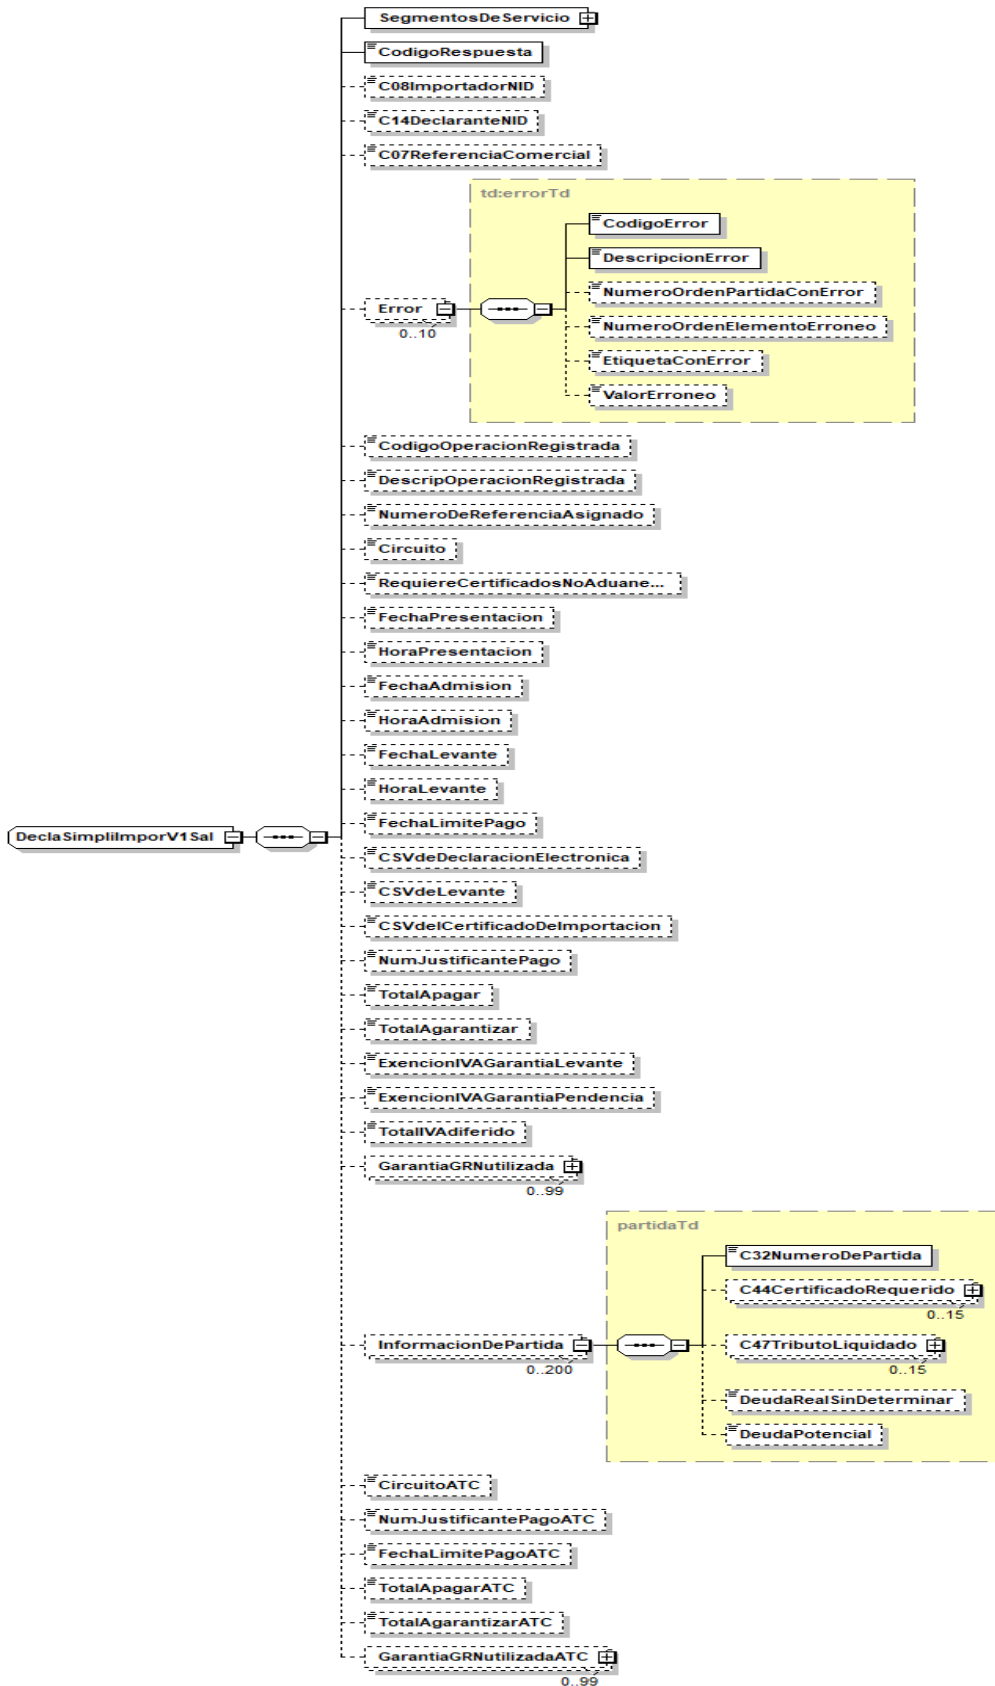 SegmentosDeServicio
CodigoRespuesta
C08ImportadorNID
C14DeclaranteNID
C07ReferenciaComercial
td:errorTd
CodigoError
DescripcionError
NumeroOrdenPartidaConError
Error
0..10
NumeroOrdenElementoErroneo
EtiquetaConError
ValorErroneo
CodigoOperacionRegistrada
DescripOperacionRegistrada
NumeroDeReferenciaAsignado
Circuito
RequiereCertificadosNoAduane...
FechaPresentacion
HoraPresentacion
FechaAdmision
HoraAdmision
FechaLevante
HoraLevante
FechaLimitePago
DeclaSimpliImporV1Sal
CSVdeDeclaracionElectronica
CSVdeLevante
CSVdelCertificadoDeImportacion
NumJustificantePago
TotalApagar
TotalAgarantizar
ExencionIVAGarantiaLevante
ExencionIVAGarantiaPendencia
TotalIVAdiferido
GarantiaGRNutilizada
0..99
partidaTd
C32NumeroDePartida
C44CertificadoRequerido
0..15
InformacionDePartida
0..200
C47TributoLiquidado
0..15
DeudaRealSinDeterminar
DeudaPotencial
CircuitoATC
NumJustificantePagoATC
FechaLimitePagoATC
TotalApagarATC
TotalAgarantizarATC
GarantiaGRNutilizadaATC
0..99